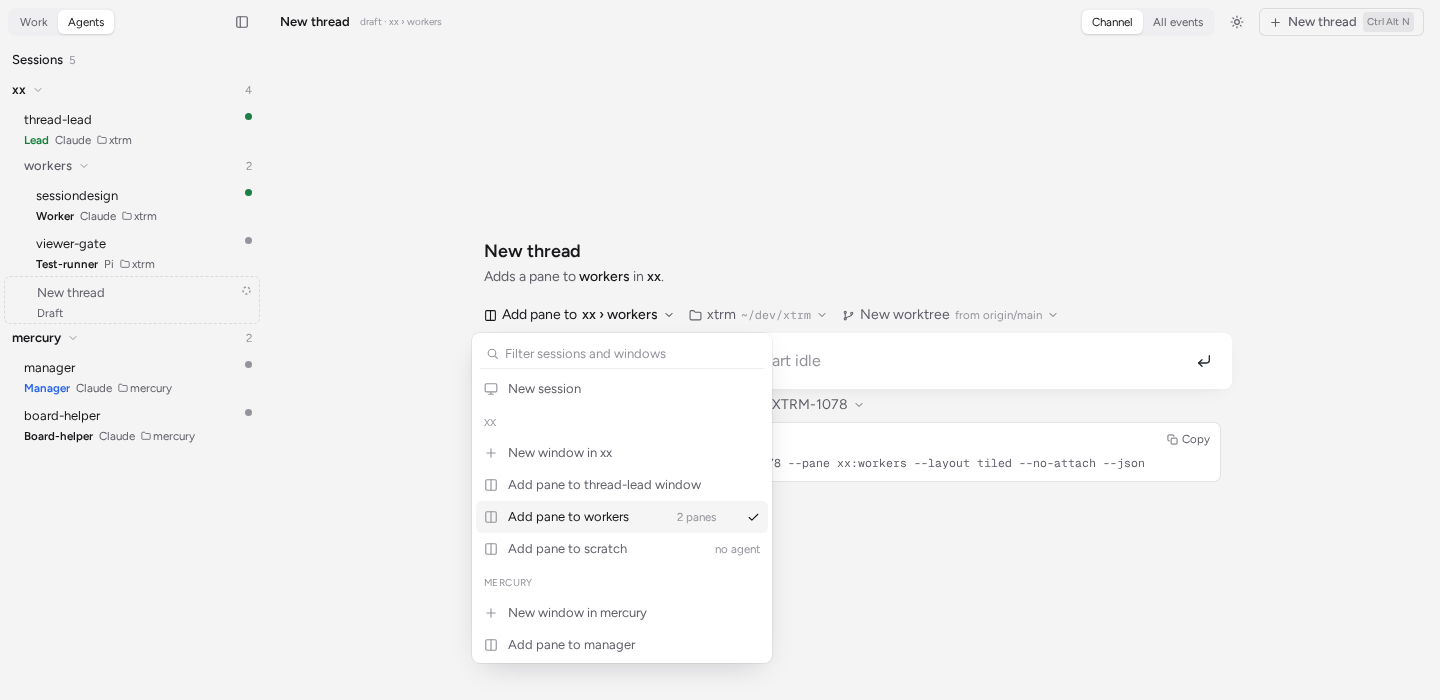 Work Agents
New thread draft · xx › workers
Channel All events
New thread Ctrl Alt N
Sessions 5
xx 4
thread-lead
Lead Claude xtrm
workers 2
sessiondesign
Worker Claude xtrm
viewer-gate
Test-runner Pi xtrm
New thread
Draft
mercury 2
manager
Manager Claude mercury
board-helper
Board-helper Claude mercury
New thread
Adds a pane to workers in xx.
Add pane to xx › workers xtrm ~/dev/xtrm New worktree from origin/main
art idle
XTRM-1078
Copy
78 --pane xx:workers --layout tiled --no-attach --json
Filter sessions and windows
New session
XX
New window in xx
Add pane to thread-lead window
Add pane to workers 2 panes
Add pane to scratch no agent
MERCURY
New window in mercury
Add pane to manager